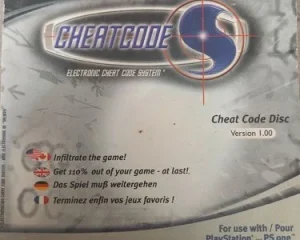 CHEATCODE S
ELECTRONIC CHEAT CODE SYSTEM
Cheat Code Disc
Version 1.00
Infiltrate the game!
Get 110% out of your game - at last!.
Das Spiel muß weitergehen
Terminez enfin vos jeux favoris !
For use with / Pour
PlayStation PS one